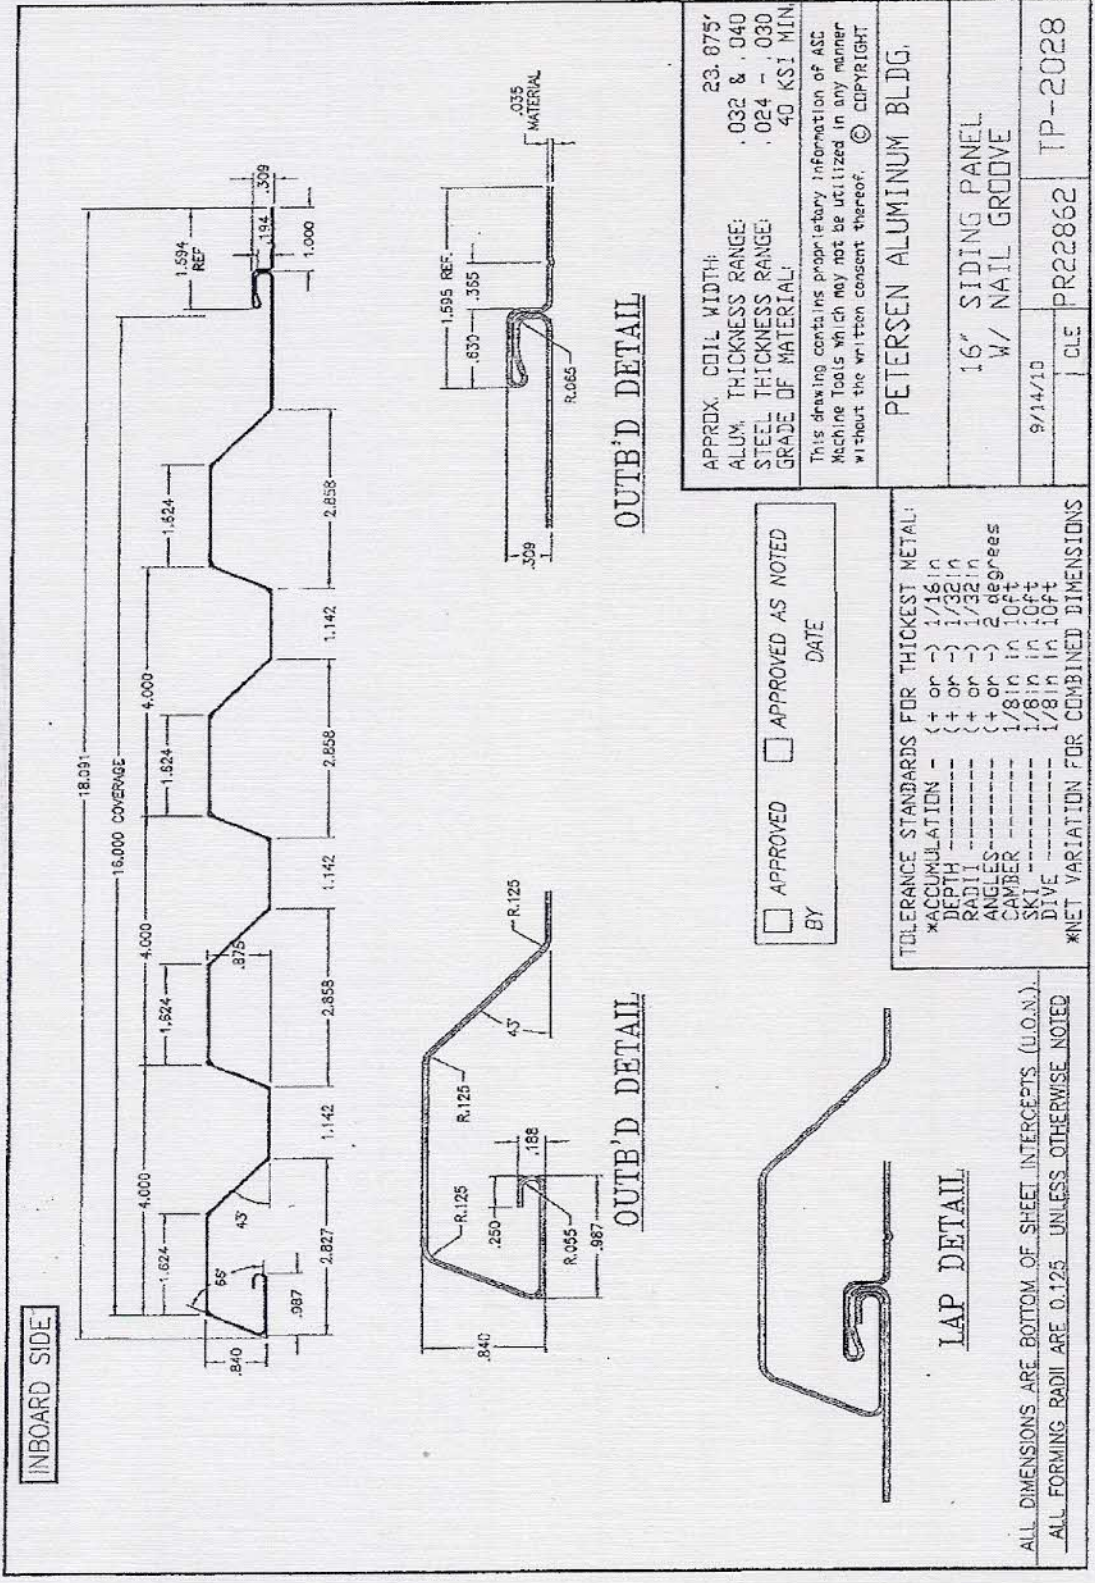 INBOARD SIDE
18.091
16.000 COVERAGE
4.000
4.000
4.000
1.624
1.624
1.624
1.624
1.594
REF
.309
.194
1.000
.840
66°
43°
.875
.987
2.827
1.142
2.858
1.142
2.858
1.142
2.858
.840
R.125
R.125
R.125
43°
.250
.188
R.055
.987
OUTB'D DETAIL
1.595 REF.
.630
.365
.035
MATERIAL
R.065
.309
OUTB'D DETAIL
LAP DETAIL
APPROVED
APPROVED AS NOTED
BY
DATE
ALL DIMENSIONS ARE BOTTOM OF SHEET INTERCEPTS (U.O.N.).
ALL FORMING RADII ARE 0.125 UNLESS OTHERWISE NOTED
TOLERANCE STANDARDS FOR THICKEST METAL:
*ACCUMULATION - (+ or -) 1/16in
DEPTH --------- (+ or -) 1/32in
RADII --------- (+ or -) 1/32in
ANGLES--------- (+ or -) 2 degrees
CAMBER -------- 1/8in in 10ft
SKI ----------- 1/8in in 10ft
DIVE ---------- 1/8in in 10ft
*NET VARIATION FOR COMBINED DIMENSIONS
APPROX. COIL WIDTH: 23.875"
ALUM. THICKNESS RANGE: .032 & .040
STEEL THICKNESS RANGE: .024 - .030
GRADE OF MATERIAL: 40 KSI MIN.
This drawing contains proprietary information of ASC
Machine Tools which may not be utilized in any manner
without the written consent thereof. © COPYRIGHT
PETERSEN ALUMINUM BLDG.
16" SIDING PANEL
W/ NAIL GROOVE
9/14/10
CLE
PR22862
TP-2028